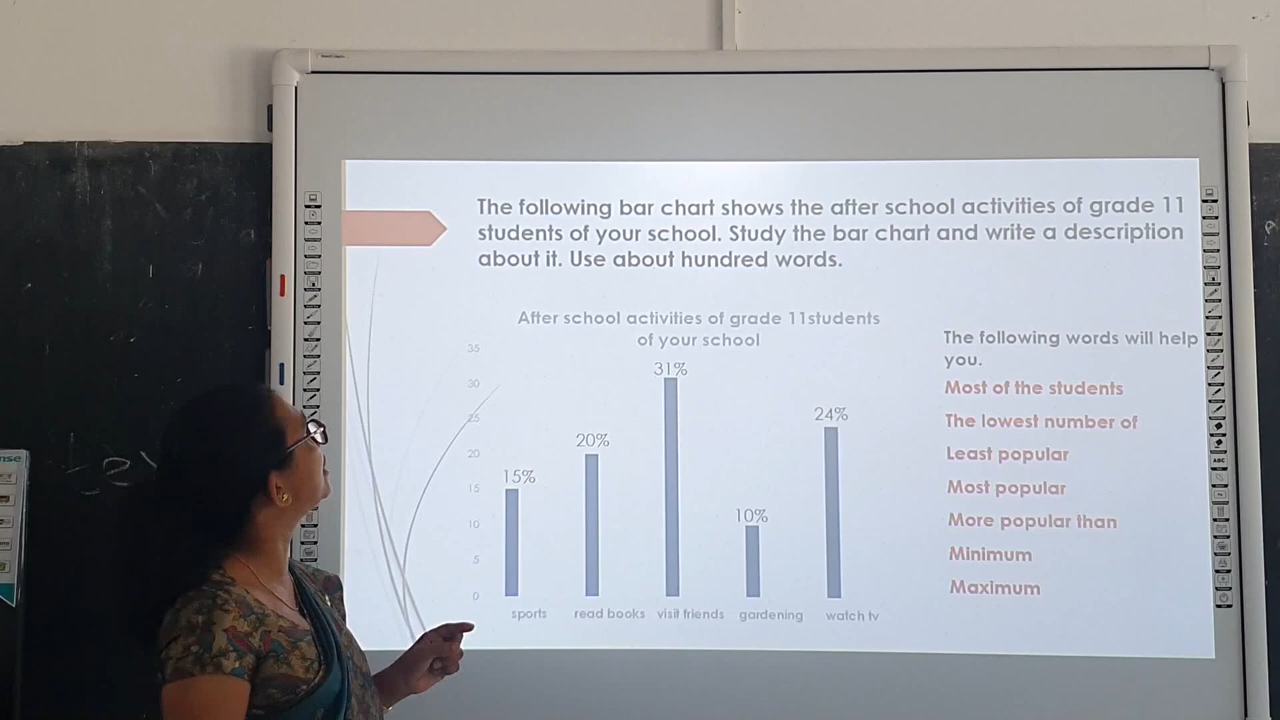 The following bar chart shows the after school activities of grade 11
students of your school. Study the bar chart and write a description
about it. Use about hundred words.
After school activities of grade 11students
of your school
35
30
25
20
15
10
5
0
15%
20%
31%
10%
24%
sports
read books
visit friends
gardening
watch tv
The following words will help
you.
Most of the students
The lowest number of
Least popular
Most popular
More popular than
Minimum
Maximum
nse
ABC